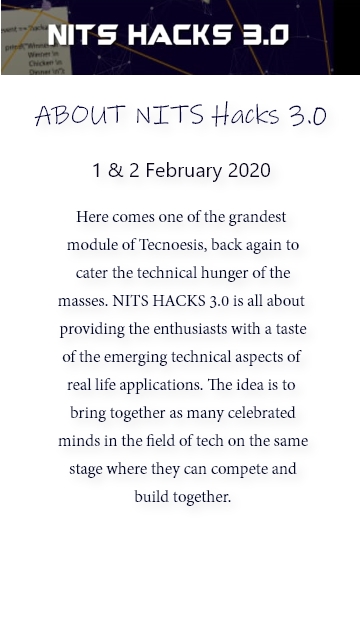 NITS HACKS 3.0
ABOUT NITS Hacks 3.0
1 & 2 February 2020
Here comes one of the grandest
module of Tecnoesis, back again to
cater the technical hunger of the
masses. NITS HACKS 3.0 is all about
providing the enthusiasts with a taste
of the emerging technical aspects of
real life applications. The idea is to
bring together as many celebrated
minds in the field of tech on the same
stage where they can compete and
build together.